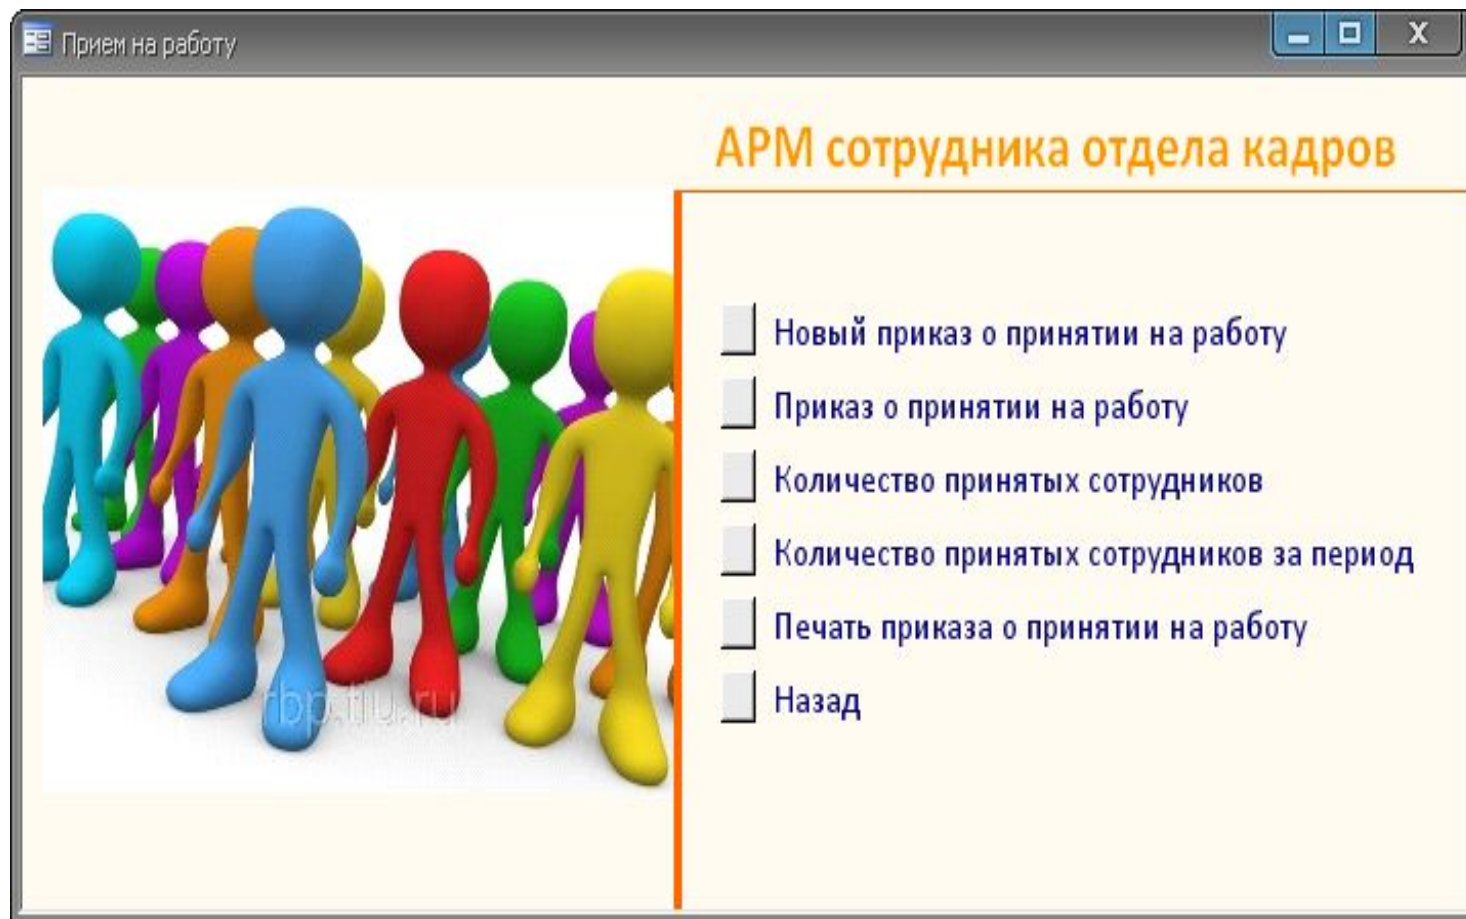 Прием на работу
АРМ сотрудника отдела кадров
Новый приказ о принятии на работу
Приказ о принятии на работу
Количество принятых сотрудников
Количество принятых сотрудников за период
Печать приказа о принятии на работу
Назад
rbp.tiu.ru